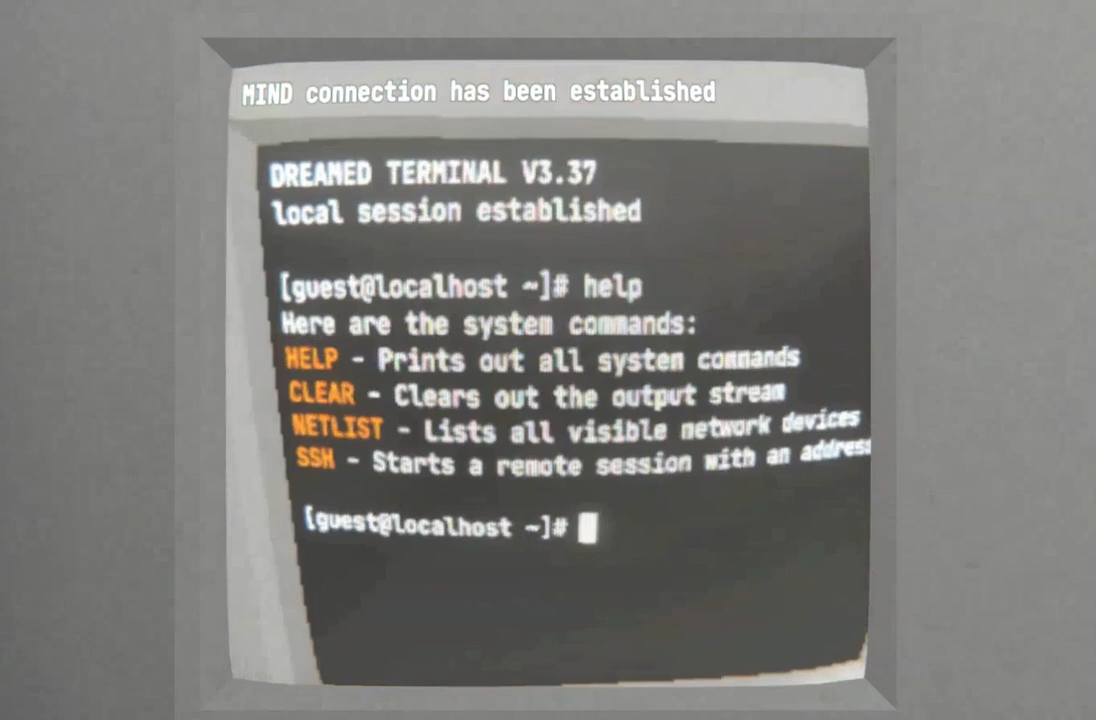 MIND connection has been established
DREAMED TERMINAL V3.37
local session established
[guest@localhost ~]# help
Here are the system commands:
HELP - Prints out all system commands
CLEAR - Clears out the output stream
NETLIST - Lists all visible network devices
SSH - Starts a remote session with an address
[guest@localhost ~]#